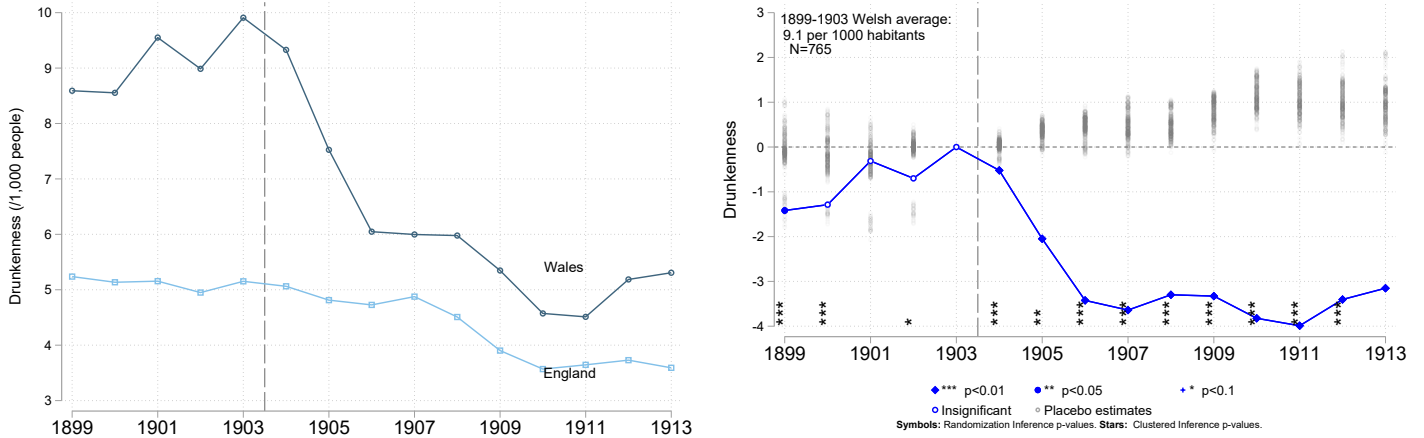 Drunkenness (/1,000 people)
10
9
8
7
6
5
4
3
Wales
England
1899 1901 1903 1905 1907 1909 1911 1913
Drunkenness
3
2
1
0
-1
-2
-3
-4
1899-1903 Welsh average:
9.1 per 1000 habitants
N=765
*** *** * *** ** *** *** *** *** *** *** ***
1899 1901 1903 1905 1907 1909 1911 1913
*** p<0.01 ** p<0.05 * p<0.1
Insignificant Placebo estimates
Symbols: Randomization Inference p-values. Stars: Clustered Inference p-values.